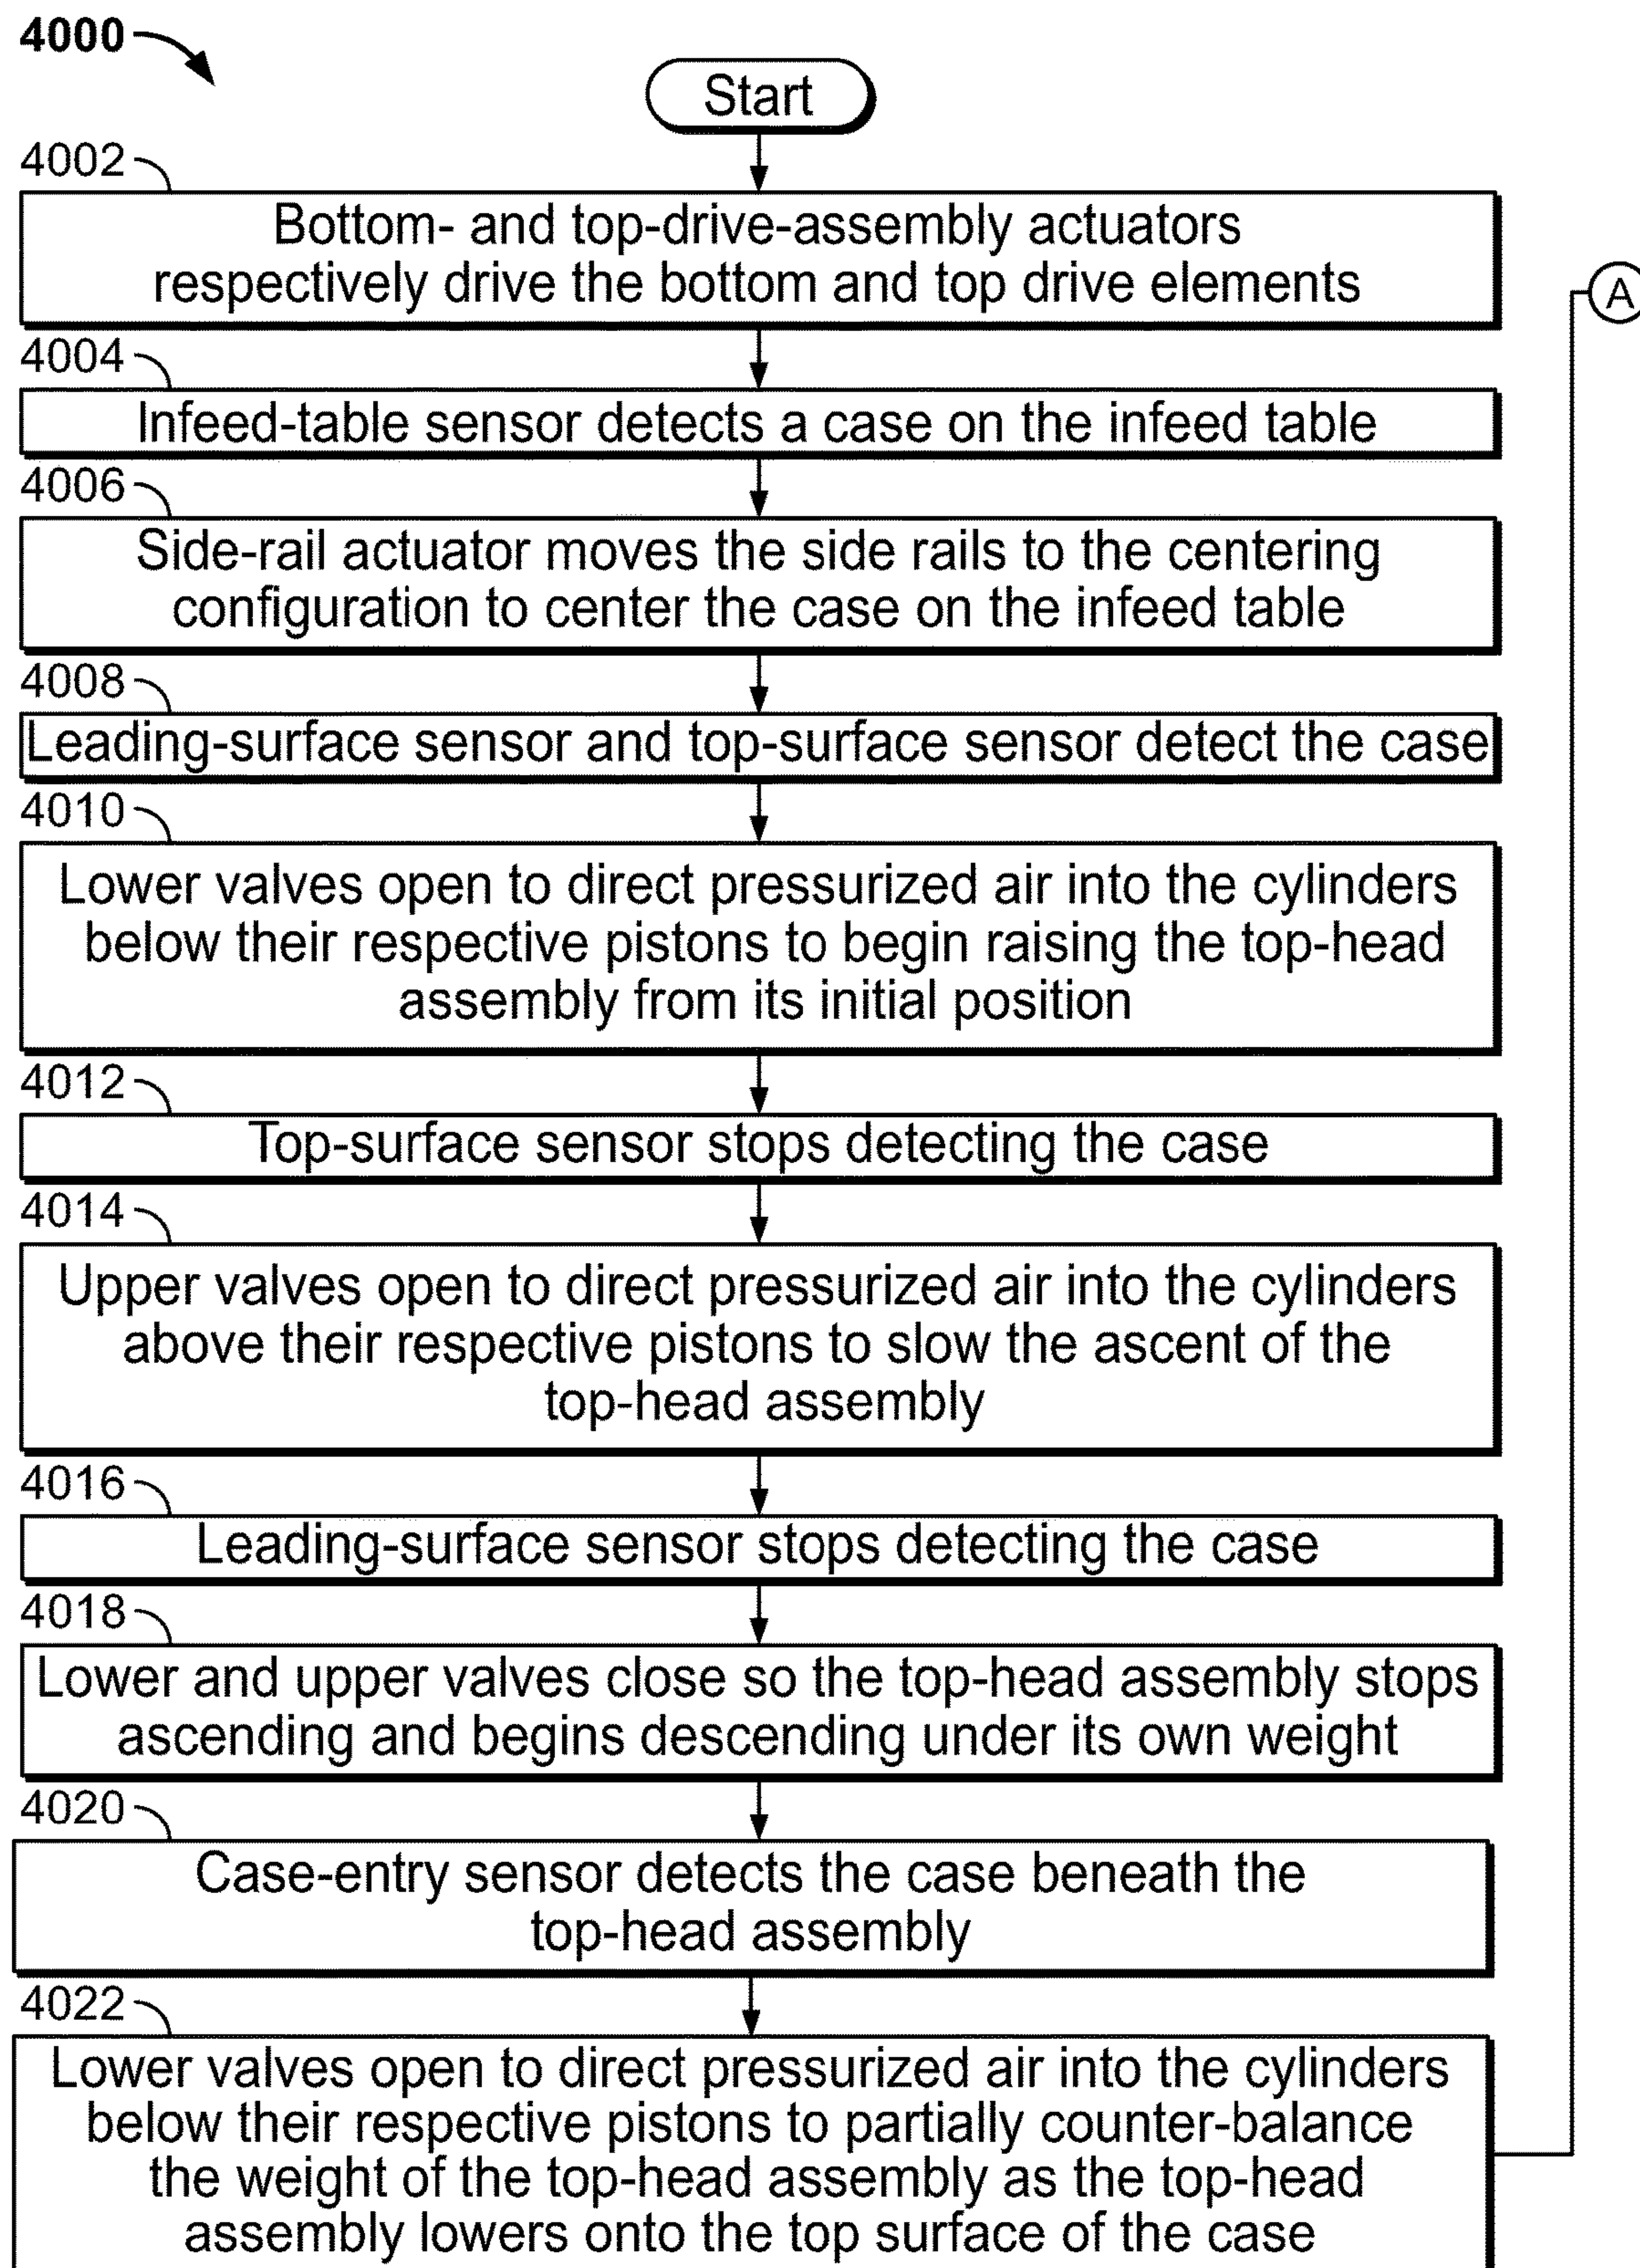 4000
Start
4002
Bottom- and top-drive-assembly actuators
respectively drive the bottom and top drive elements
A
4004
Infeed-table sensor detects a case on the infeed table
4006
Side-rail actuator moves the side rails to the centering
configuration to center the case on the infeed table
4008
Leading-surface sensor and top-surface sensor detect the case
4010
Lower valves open to direct pressurized air into the cylinders
below their respective pistons to begin raising the top-head
assembly from its initial position
4012
Top-surface sensor stops detecting the case
4014
Upper valves open to direct pressurized air into the cylinders
above their respective pistons to slow the ascent of the
top-head assembly
4016
Leading-surface sensor stops detecting the case
4018
Lower and upper valves close so the top-head assembly stops
ascending and begins descending under its own weight
4020
Case-entry sensor detects the case beneath the
top-head assembly
4022
Lower valves open to direct pressurized air into the cylinders
below their respective pistons to partially counter-balance
the weight of the top-head assembly as the top-head
assembly lowers onto the top surface of the case